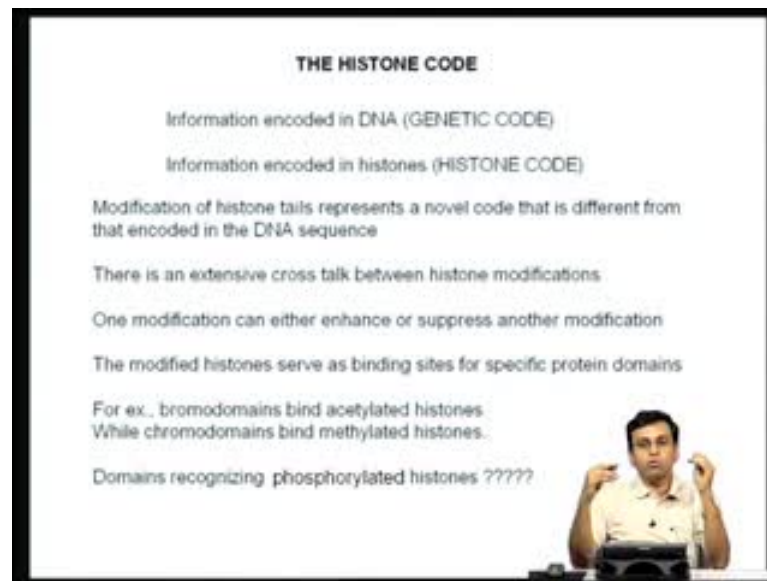 THE HISTONE CODE
Information encoded in DNA (GENETIC CODE)
Information encoded in histones (HISTONE CODE)
Modification of histone tails represents a novel code that is different from
that encoded in the DNA sequence
There is an extensive cross talk between histone modifications
One modification can either enhance or suppress another modification
The modified histones serve as binding sites for specific protein domains
For ex., bromodomains bind acetylated histones
While chromodomains bind methylated histones.
Domains recognizing phosphorylated histones ?????